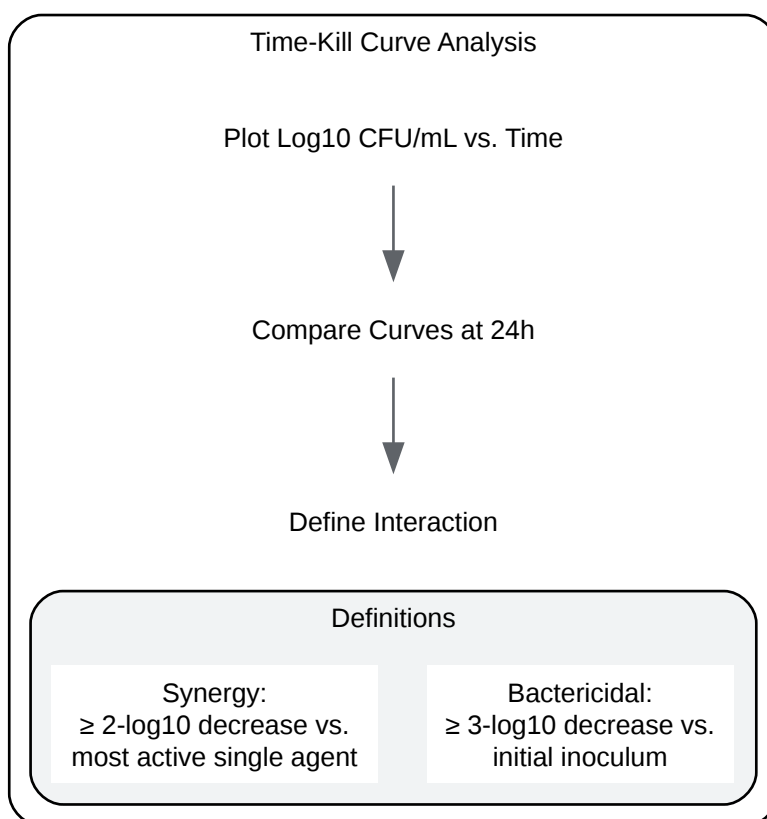 Time-Kill Curve Analysis
Plot Log10 CFU/mL vs. Time
Compare Curves at 24h
Define Interaction
Definitions
Synergy:
≥ 2-log10 decrease vs.
most active single agent
Bactericidal:
≥ 3-log10 decrease vs.
initial inoculum